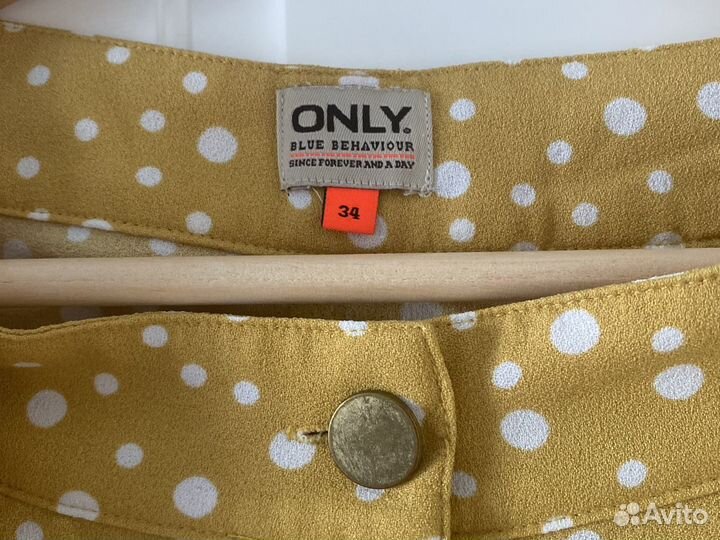 ONLY.
BLUE BEHAVIOUR
SINCE FOREVER AND A DAY
34
Avito